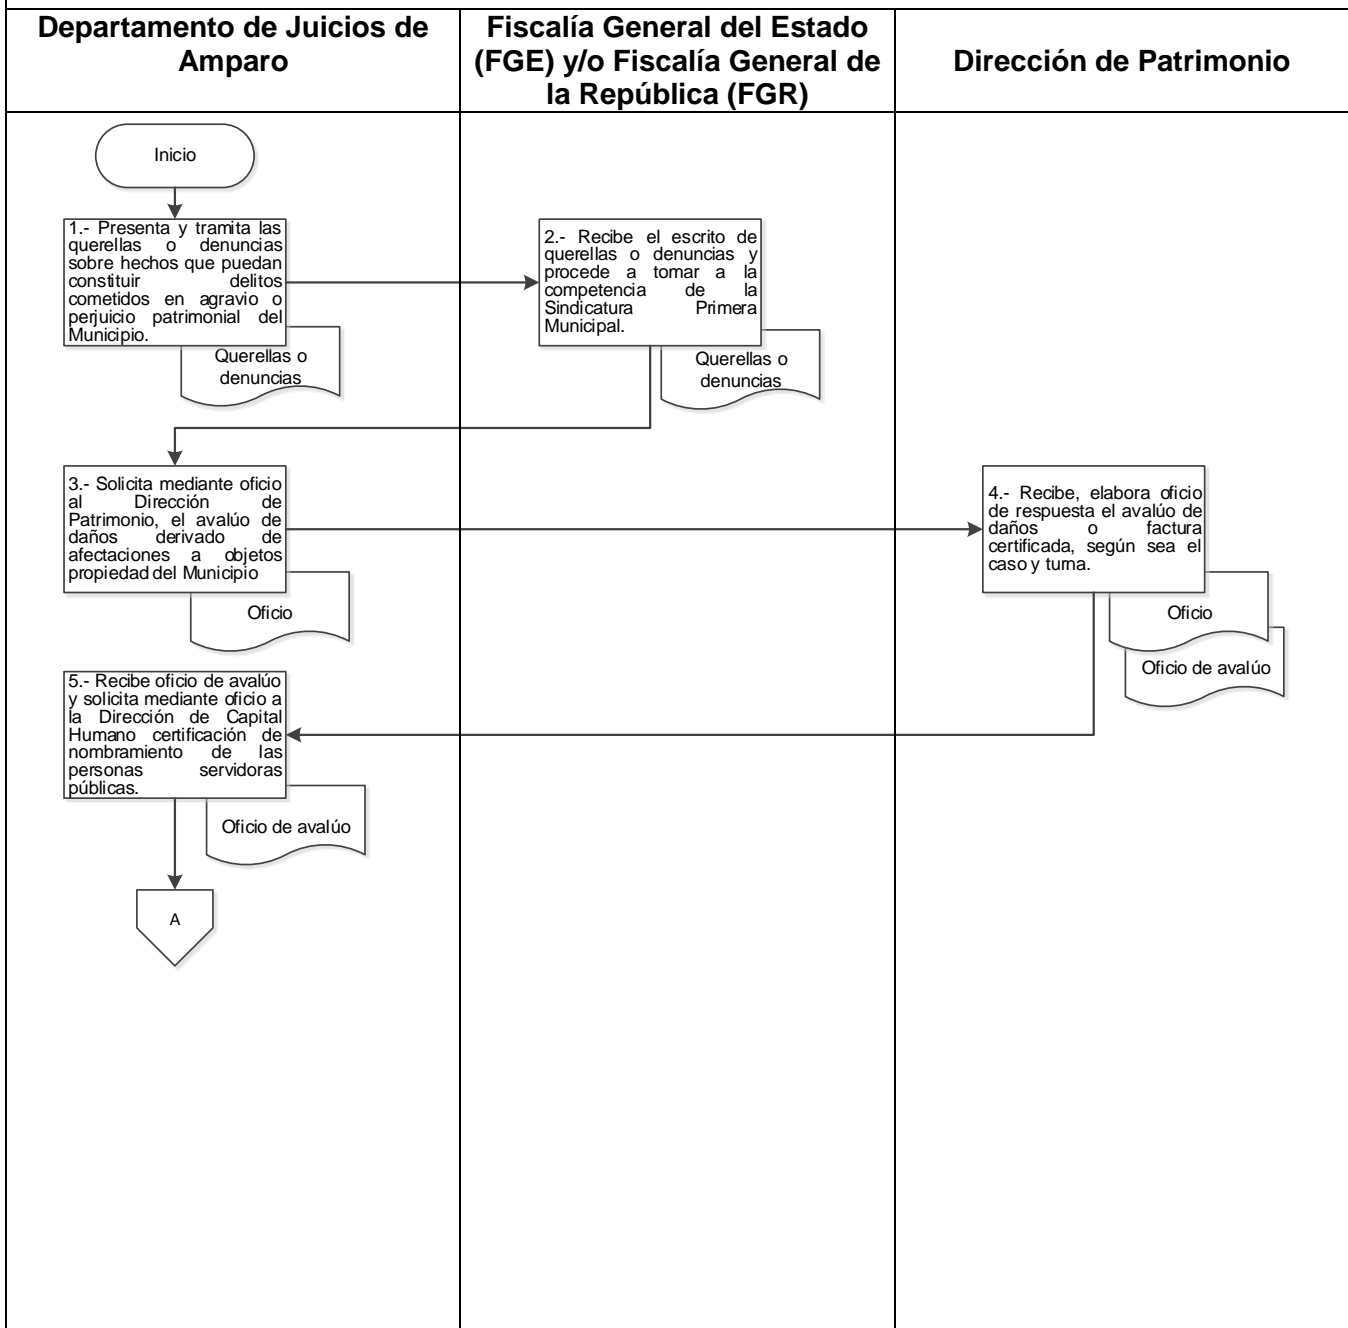 Departamento de Juicios de
Amparo
Fiscalía General del Estado
(FGE) y/o Fiscalía General de
la República (FGR)
Dirección de Patrimonio
Inicio
1.- Presenta y tramita las
querellas o denuncias
sobre hechos que puedan
constituir delitos
cometidos en agravio o
perjuicio patrimonial del
Municipio.
Querellas o
denuncias
2.- Recibe el escrito de
querellas o denuncias y
procede a tomar a la
competencia de la
Sindicatura Primera
Municipal.
Querellas o
denuncias
3.- Solicita mediante oficio
al Dirección de
Patrimonio, el avalúo de
daños derivado de
afectaciones a objetos
propiedad del Municipio
Oficio
4.- Recibe, elabora oficio
de respuesta el avalúo de
daños o factura
certificada, según sea el
caso y turna.
Oficio
Oficio de avalúo
5.- Recibe oficio de avalúo
y solicita mediante oficio a
la Dirección de Capital
Humano certificación de
nombramiento de las
personas servidoras
públicas.
Oficio de avalúo
A